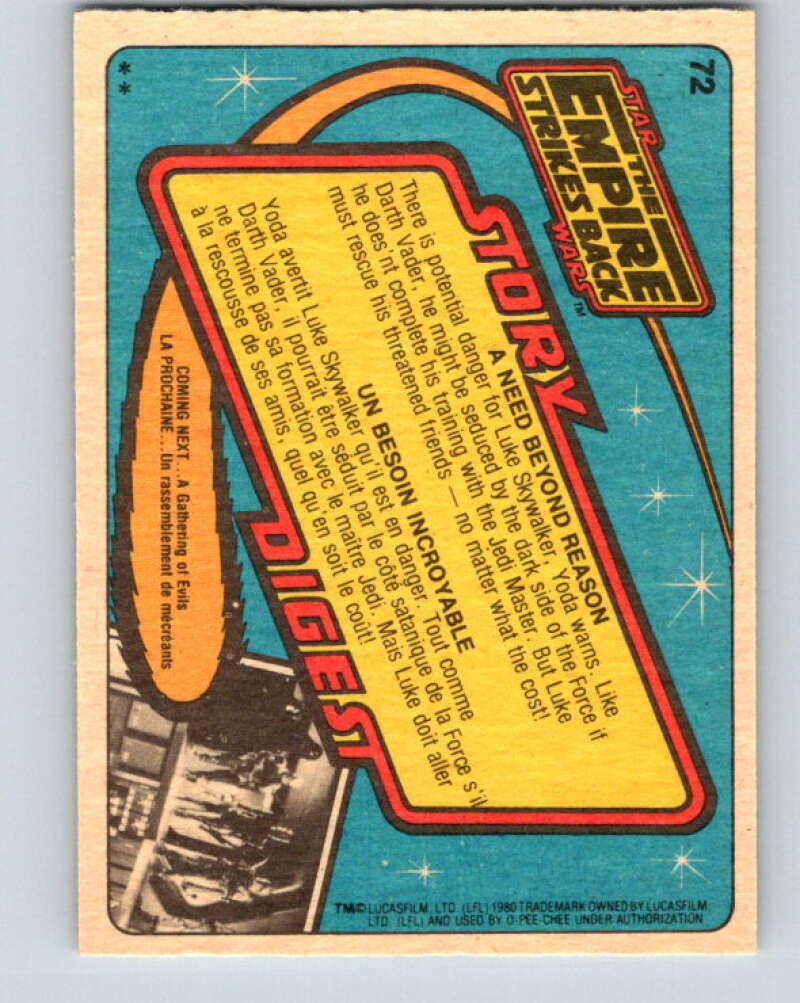 72
STAR
THE
EMPIRE
STRIKES BACK
WARS™
STORY
A NEED BEYOND REASON
There is potential danger for Luke Skywalker, Yoda warns. Like
Darth Vader, he might be seduced by the dark side of the Force if
he does nt complete his training with the Jedi Master. But Luke
must rescue his threatened friends — no matter what the cost!
UN BESOIN INCROYABLE
Yoda avertit Luke Skywalker qu'il est en danger. Tout comme
Darth Vader, il pourrait être séduit par le côté satanique de la Force s'il
ne termine pas sa formation avec le maître Jedi. Mais Luke doit aller
à la rescousse de ses amis, quel qu'en soit le coût!
DIGEST
COMING NEXT...A Gathering of Evils
LA PROCHAINE...Un rassemblement de mécréants
TM© LUCASFILM, LTD. (LFL) 1980 TRADEMARK OWNED BY LUCASFILM,
LTD. (LFL) AND USED BY O-PEE-CHEE UNDER AUTHORIZATION
**